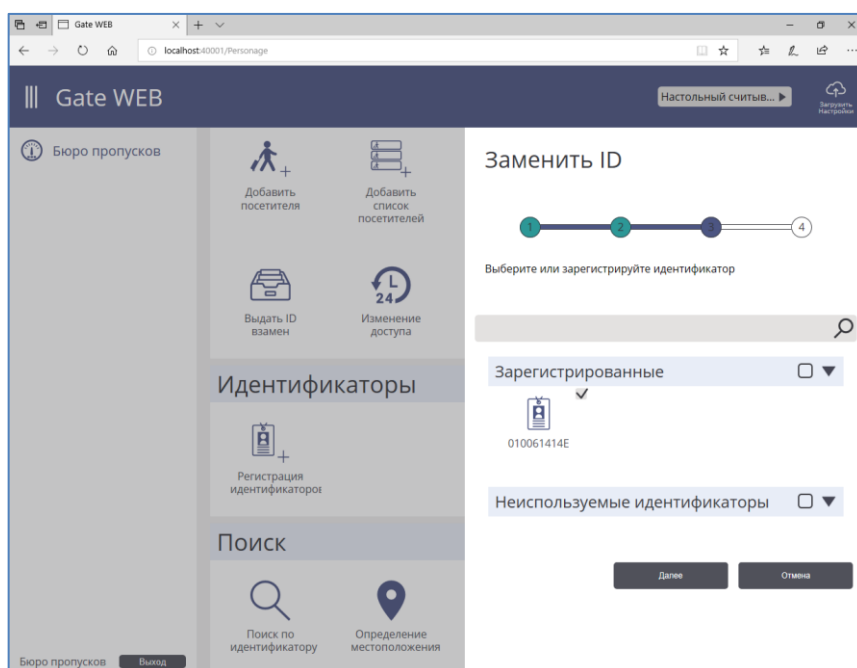 Gate WEB
localhost:40001/Personage
Gate WEB
Настольный считыв...
Загрузить
Настройки
Бюро пропусков
Добавить
посетителя
Добавить
список
посетителей
Выдать ID
взамен
24
Изменение
доступа
Идентификаторы
Регистрация
идентификаторов
Поиск
Поиск по
идентификатору
Определение
местоположения
Бюро пропусков
Выход
Заменить ID
1
2
3
4
Выберите или зарегистрируйте идентификатор
Зарегистрированные
010061414E
Неиспользуемые идентификаторы
Далее
Отмена